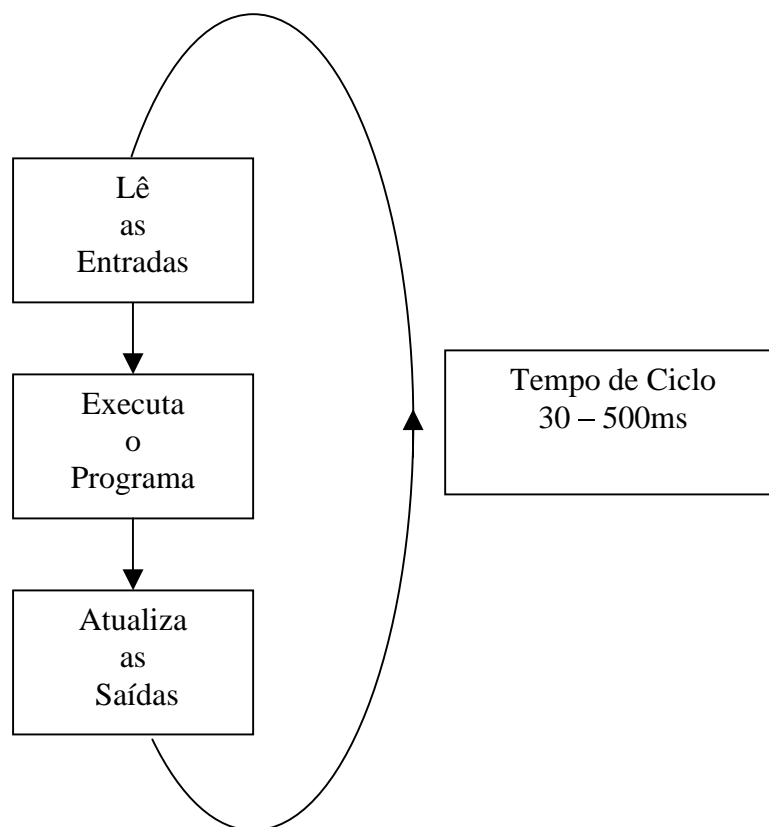 Lê
as
Entradas
Executa
o
Programa
Atualiza
as
Saídas
Tempo de Ciclo
30 – 500ms